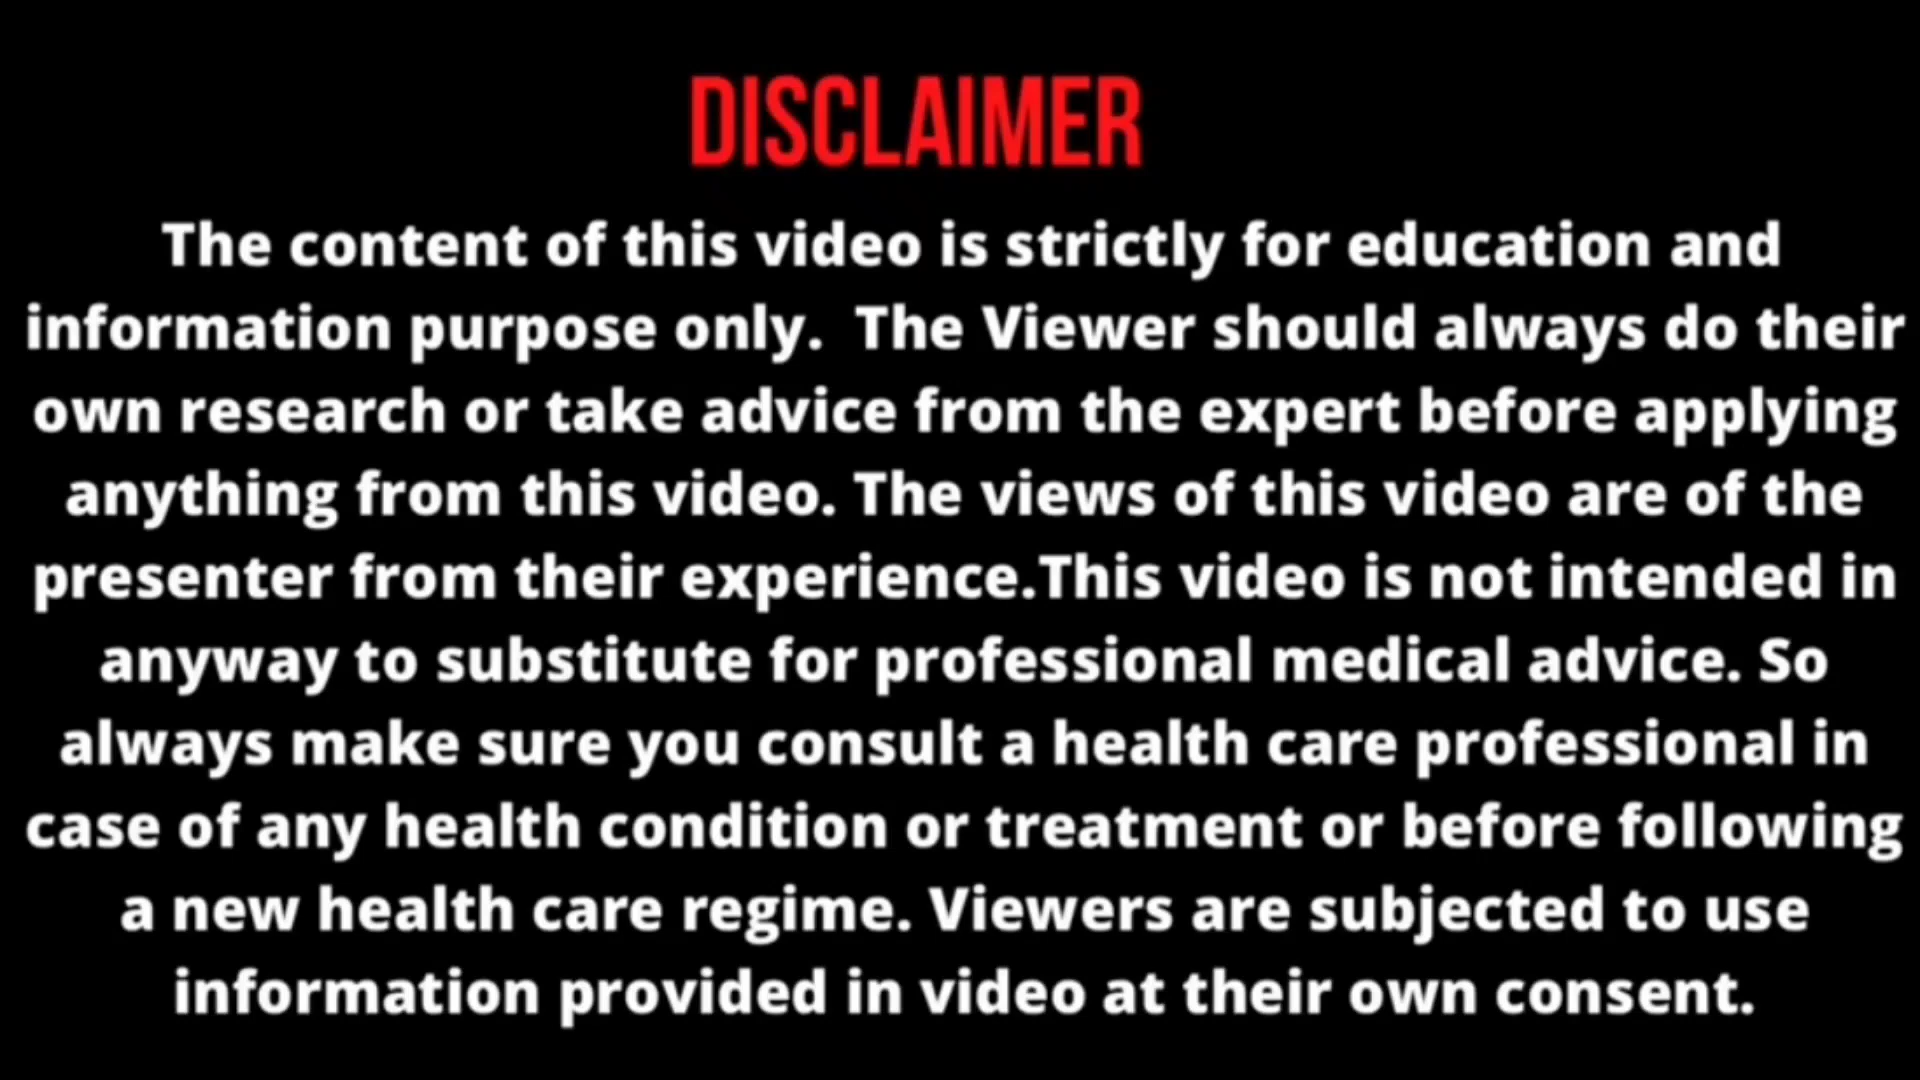 DISCLAIMER
The content of this video is strictly for education and
information purpose only.  The Viewer should always do their
own research or take advice from the expert before applying
anything from this video. The views of this video are of the
presenter from their experience.This video is not intended in
anyway to substitute for professional medical advice. So
always make sure you consult a health care professional in
case of any health condition or treatment or before following
a new health care regime. Viewers are subjected to use
information provided in video at their own consent.